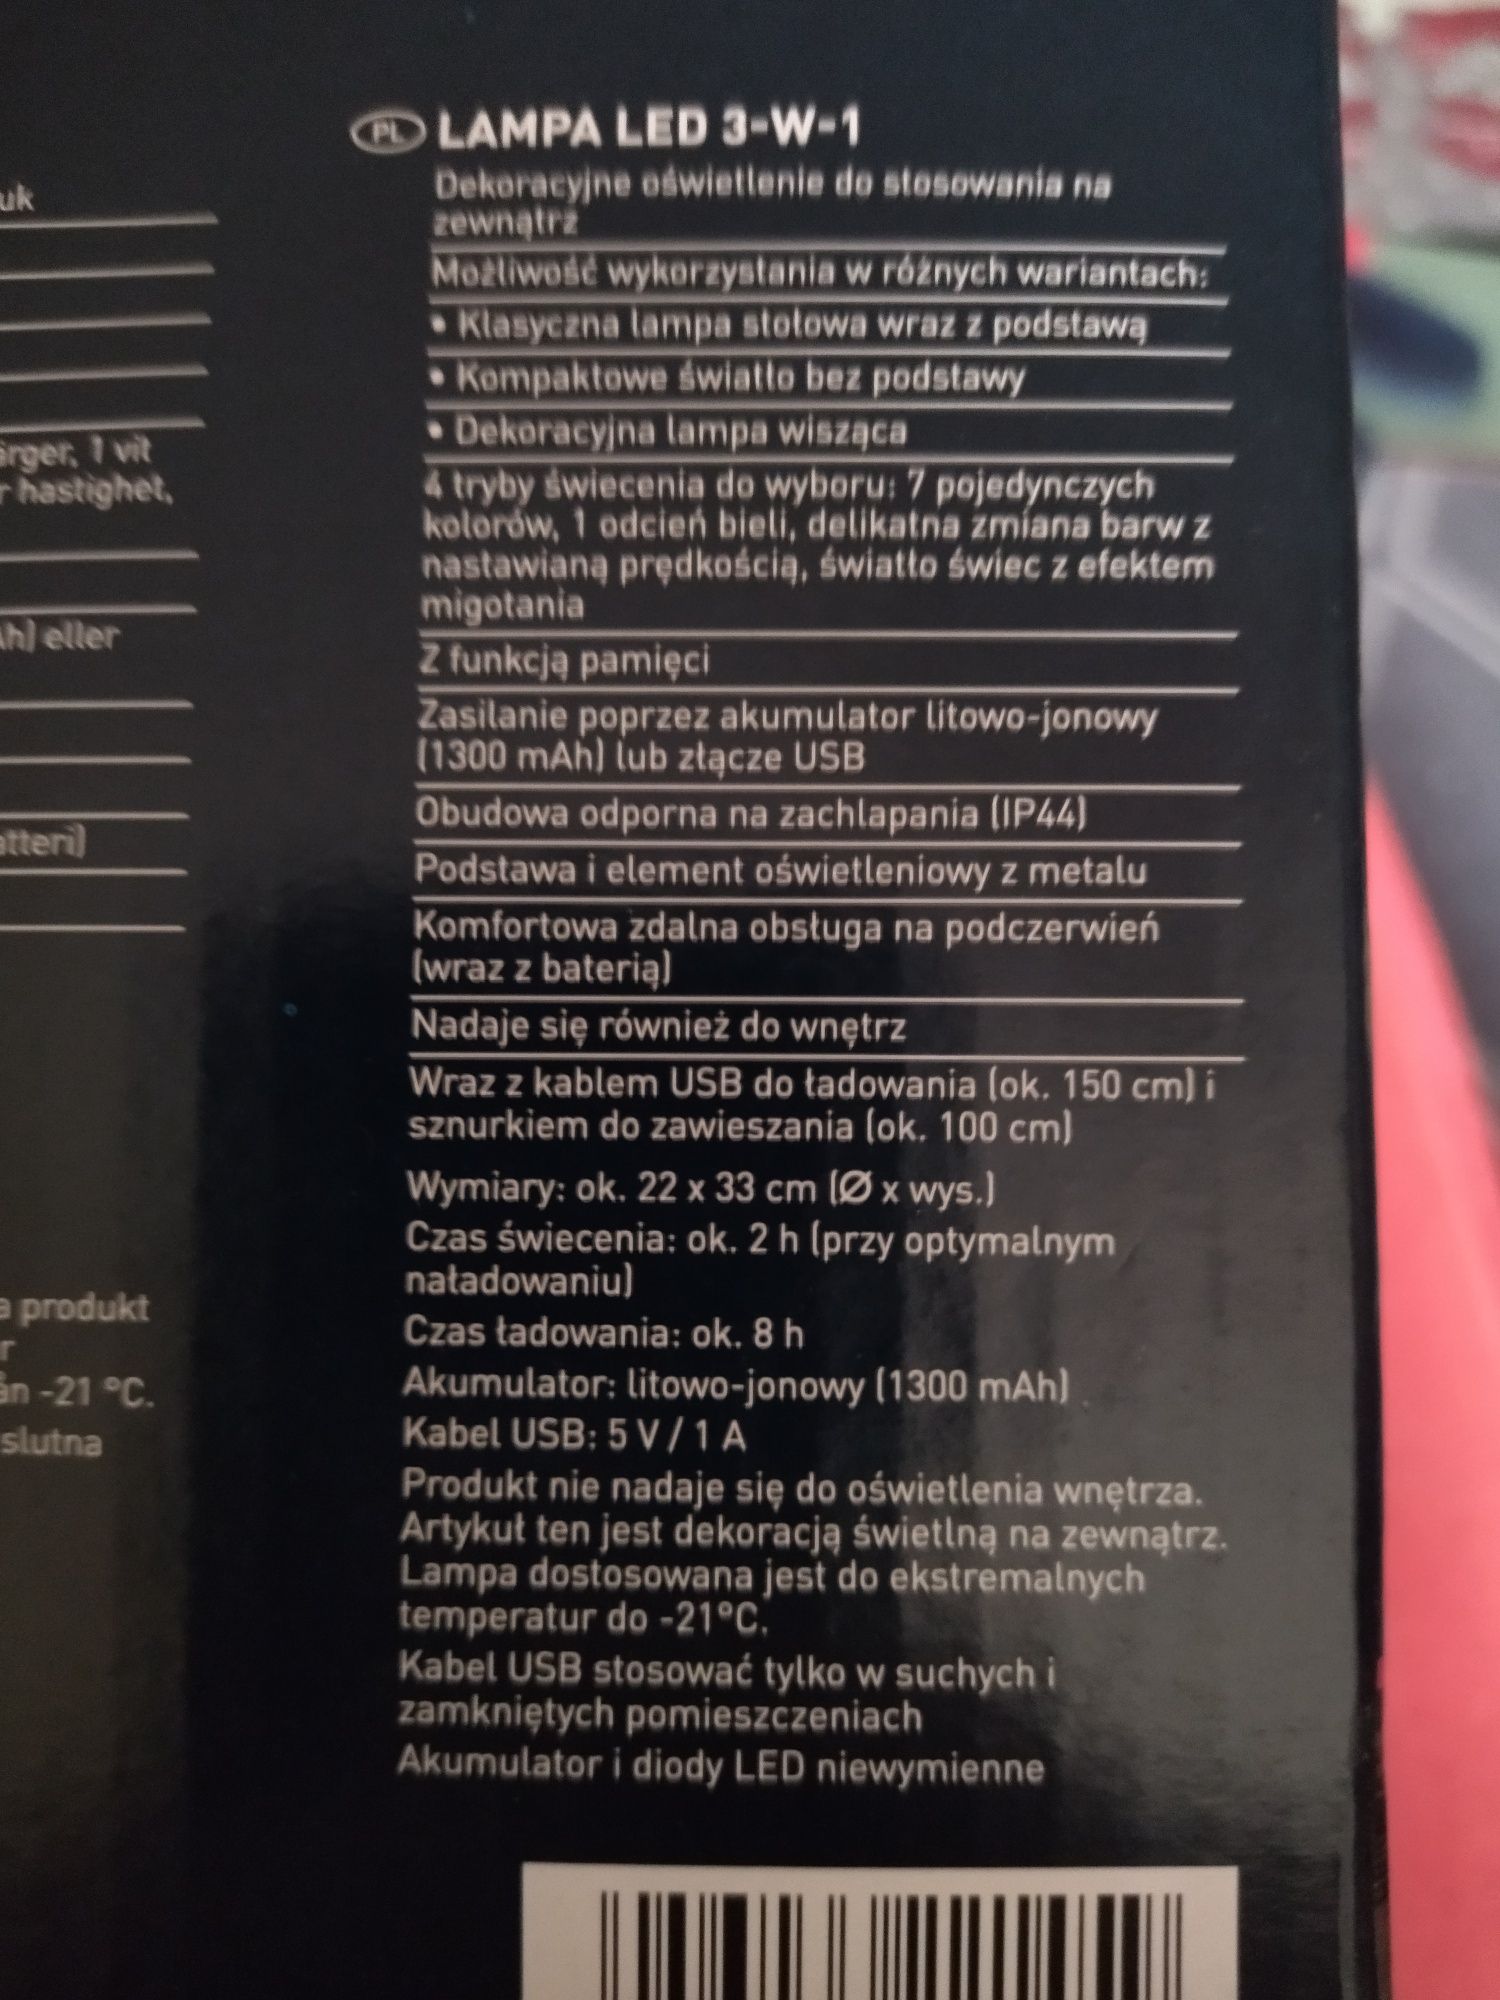 uk
ärger, 1 vit
r hastighet,
Ah) eller
atteri)
a produkt
r
ån -21 °C.
slutna
PL LAMPA LED 3-W-1
Dekoracyjne oświetlenie do stosowania na
zewnątrz
Możliwość wykorzystania w różnych wariantach:
• Klasyczna lampa stołowa wraz z podstawą
• Kompaktowe światło bez podstawy
• Dekoracyjna lampa wisząca
4 tryby świecenia do wyboru: 7 pojedynczych
kolorów, 1 odcień bieli, delikatna zmiana barw z
nastawianą prędkością, światło świec z efektem
migotania
Z funkcją pamięci
Zasilanie poprzez akumulator litowo-jonowy
(1300 mAh) lub złącze USB
Obudowa odporna na zachlapania (IP44)
Podstawa i element oświetleniowy z metalu
Komfortowa zdalna obsługa na podczerwień
(wraz z baterią)
Nadaje się również do wnętrz
Wraz z kablem USB do ładowania (ok. 150 cm) i
sznurkiem do zawieszania (ok. 100 cm)
Wymiary: ok. 22 x 33 cm (Ø x wys.)
Czas świecenia: ok. 2 h (przy optymalnym
naładowaniu)
Czas ładowania: ok. 8 h
Akumulator: litowo-jonowy (1300 mAh)
Kabel USB: 5 V / 1 A
Produkt nie nadaje się do oświetlenia wnętrza.
Artykuł ten jest dekoracją świetlną na zewnątrz.
Lampa dostosowana jest do ekstremalnych
temperatur do -21°C.
Kabel USB stosować tylko w suchych i
zamkniętych pomieszczeniach
Akumulator i diody LED niewymienne